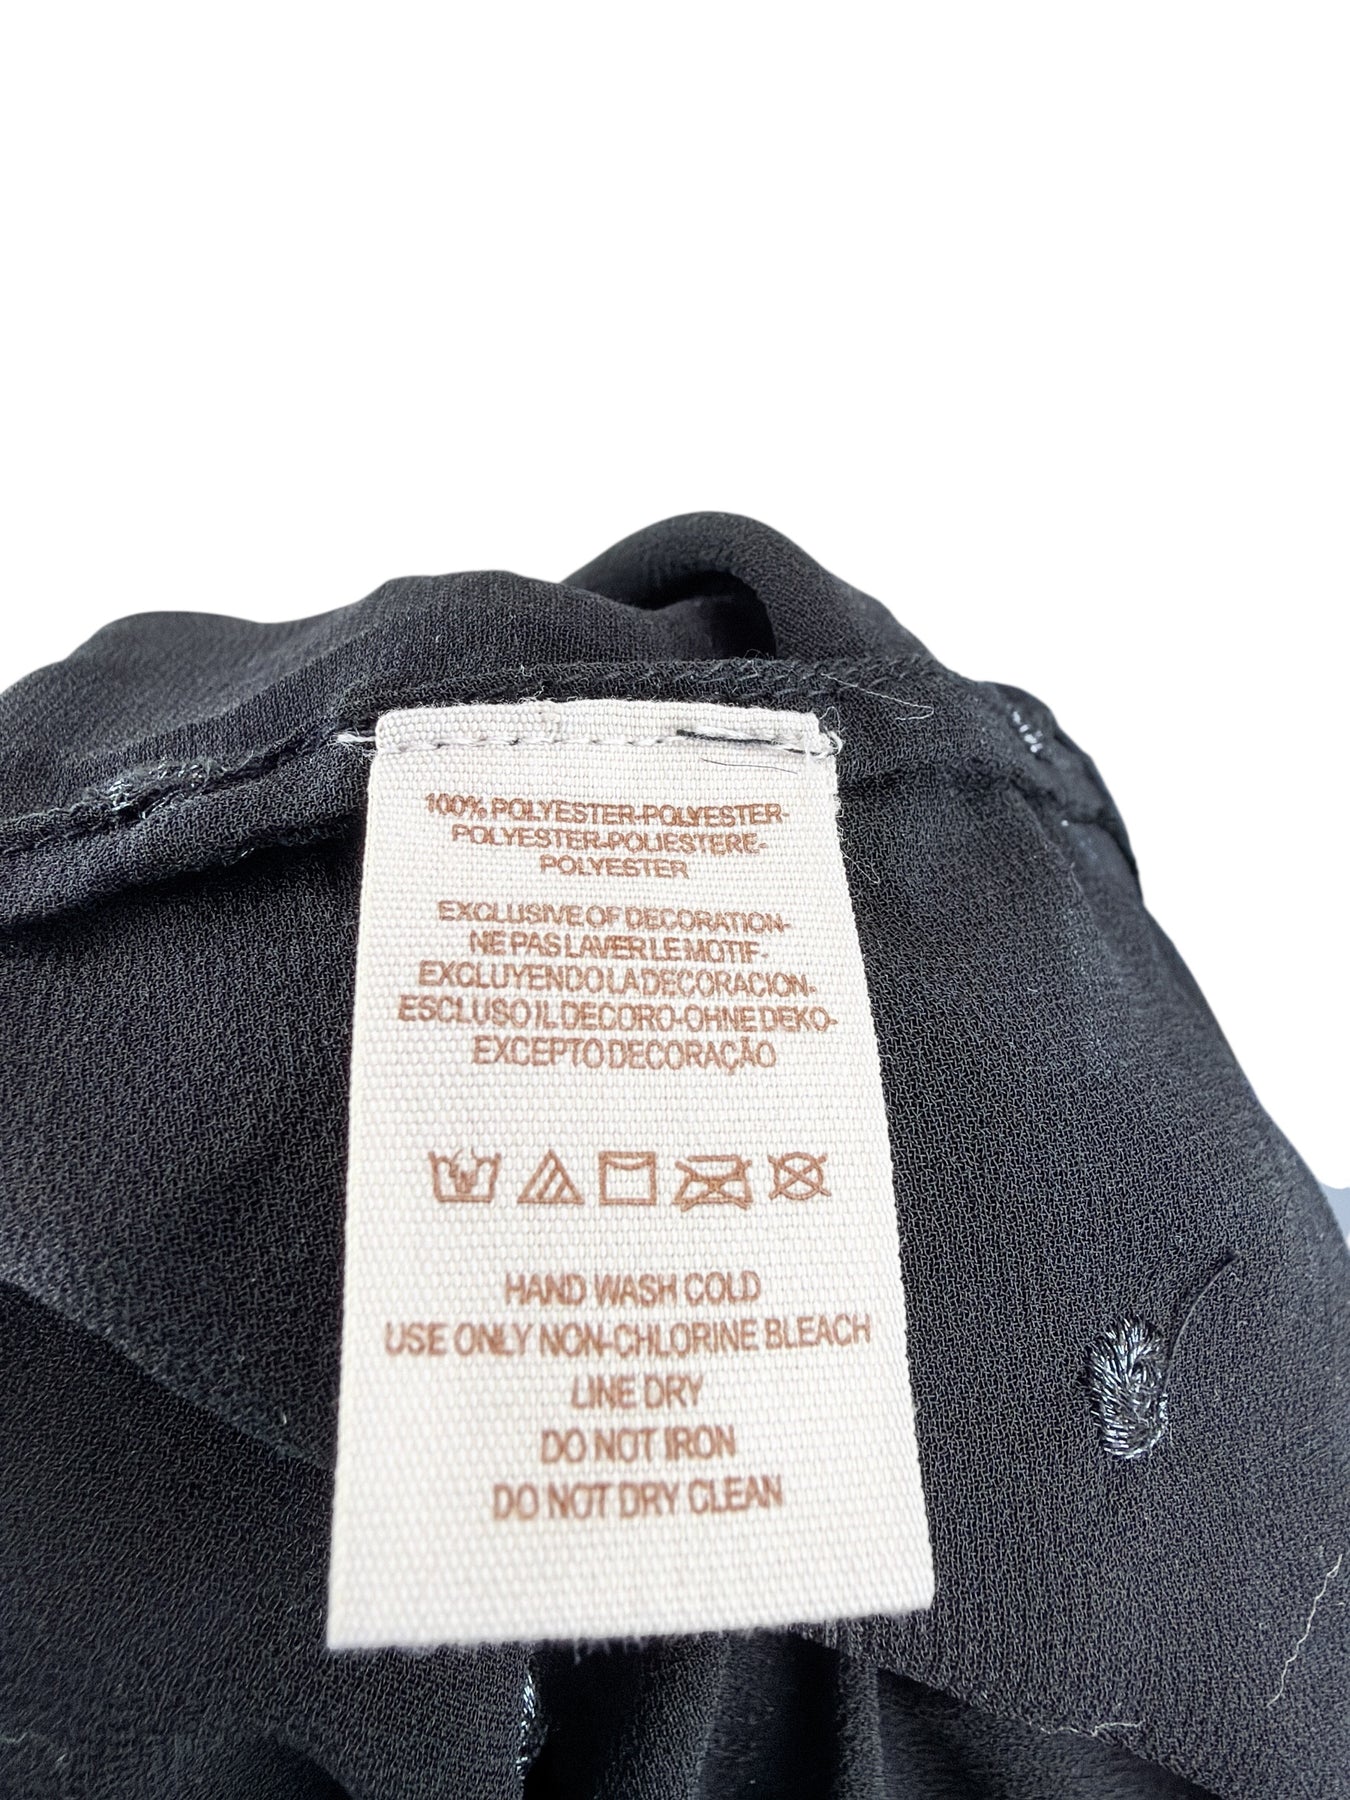 100% POLYESTER-POLYESTER-
POLYESTER-POLIESTERE-
POLYESTER
EXCLUSIVE OF DECORATION-
NE PAS LAVER LE MOTIF-
EXCLUYENDO LA DECORACION-
ESCLUSO IL DECORO-OHNE DEKO-
EXCEPTO DECORAÇÃO
HAND WASH COLD
USE ONLY NON-CHLORINE BLEACH
LINE DRY
DO NOT IRON
DO NOT DRY CLEAN